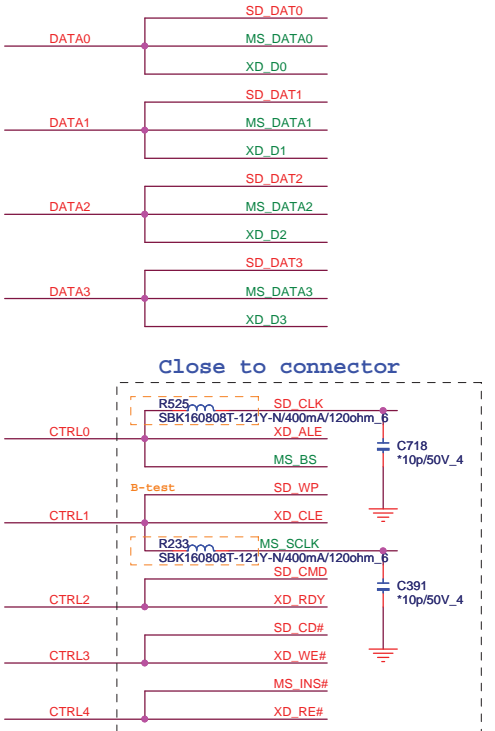 SD_DAT0
DATA0 MS_DATA0
XD_D0
SD_DAT1
DATA1 MS_DATA1
XD_D1
SD_DAT2
DATA2 MS_DATA2
XD_D2
SD_DAT3
DATA3 MS_DATA3
XD_D3
Close to connector
R525 SD_CLK
SBK160808T-121Y-N/400mA/120ohm_6
CTRL0 XD_ALE
C718
*10p/50V_4
MS_BS
B-test SD_WP
CTRL1 XD_CLE
R233 MS_SCLK
SBK160808T-121Y-N/400mA/120ohm_6
SD_CMD
C391
*10p/50V_4
CTRL2 XD_RDY
SD_CD#
CTRL3 XD_WE#
MS_INS#
CTRL4 XD_RE#